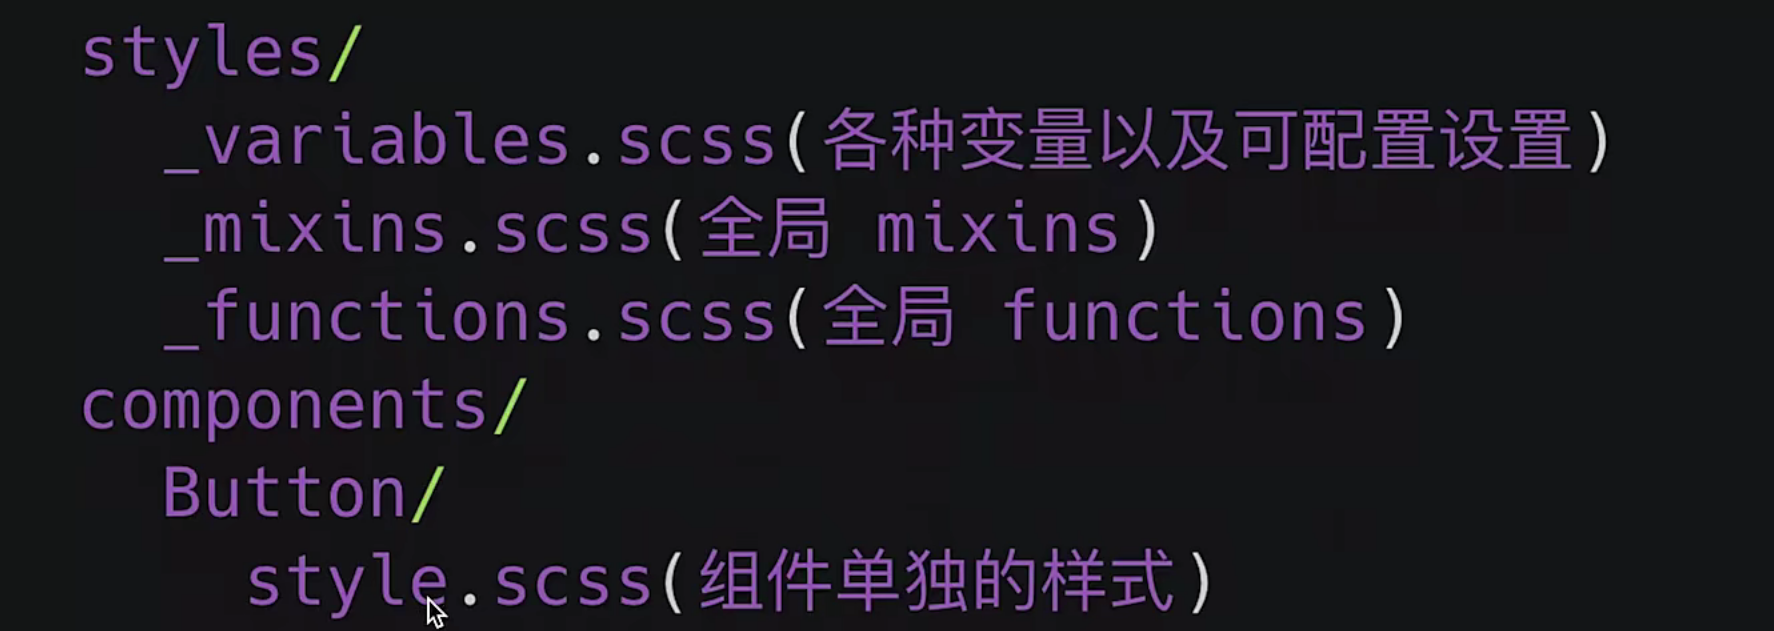 styles/
_variables.scss(各种变量以及可配置设置)
_mixins.scss(全局 mixins)
_functions.scss(全局 functions)
components/
Button/
style.scss(组件单独的样式)